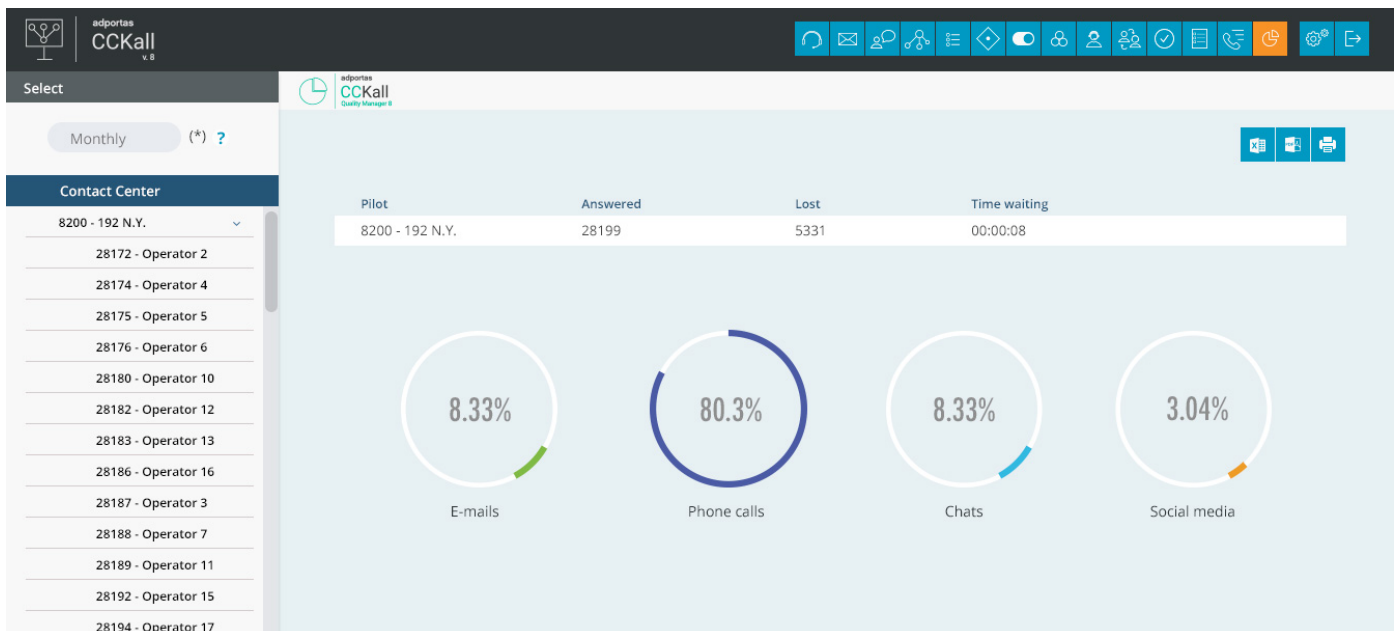 adportas
CCKall
v. 8
Select
adportas
CCKall
Quality Manager 8
Monthly (*) ?
Contact Center
8200 - 192 N.Y.
28172 - Operator 2
28174 - Operator 4
28175 - Operator 5
28176 - Operator 6
28180 - Operator 10
28182 - Operator 12
28183 - Operator 13
28186 - Operator 16
28187 - Operator 3
28188 - Operator 7
28189 - Operator 11
28192 - Operator 15
28194 - Operator 17
Pilot Answered Lost Time waiting
8200 - 192 N.Y. 28199 5331 00:00:08
8.33% 80.3% 8.33% 3.04%
E-mails Phone calls Chats Social media